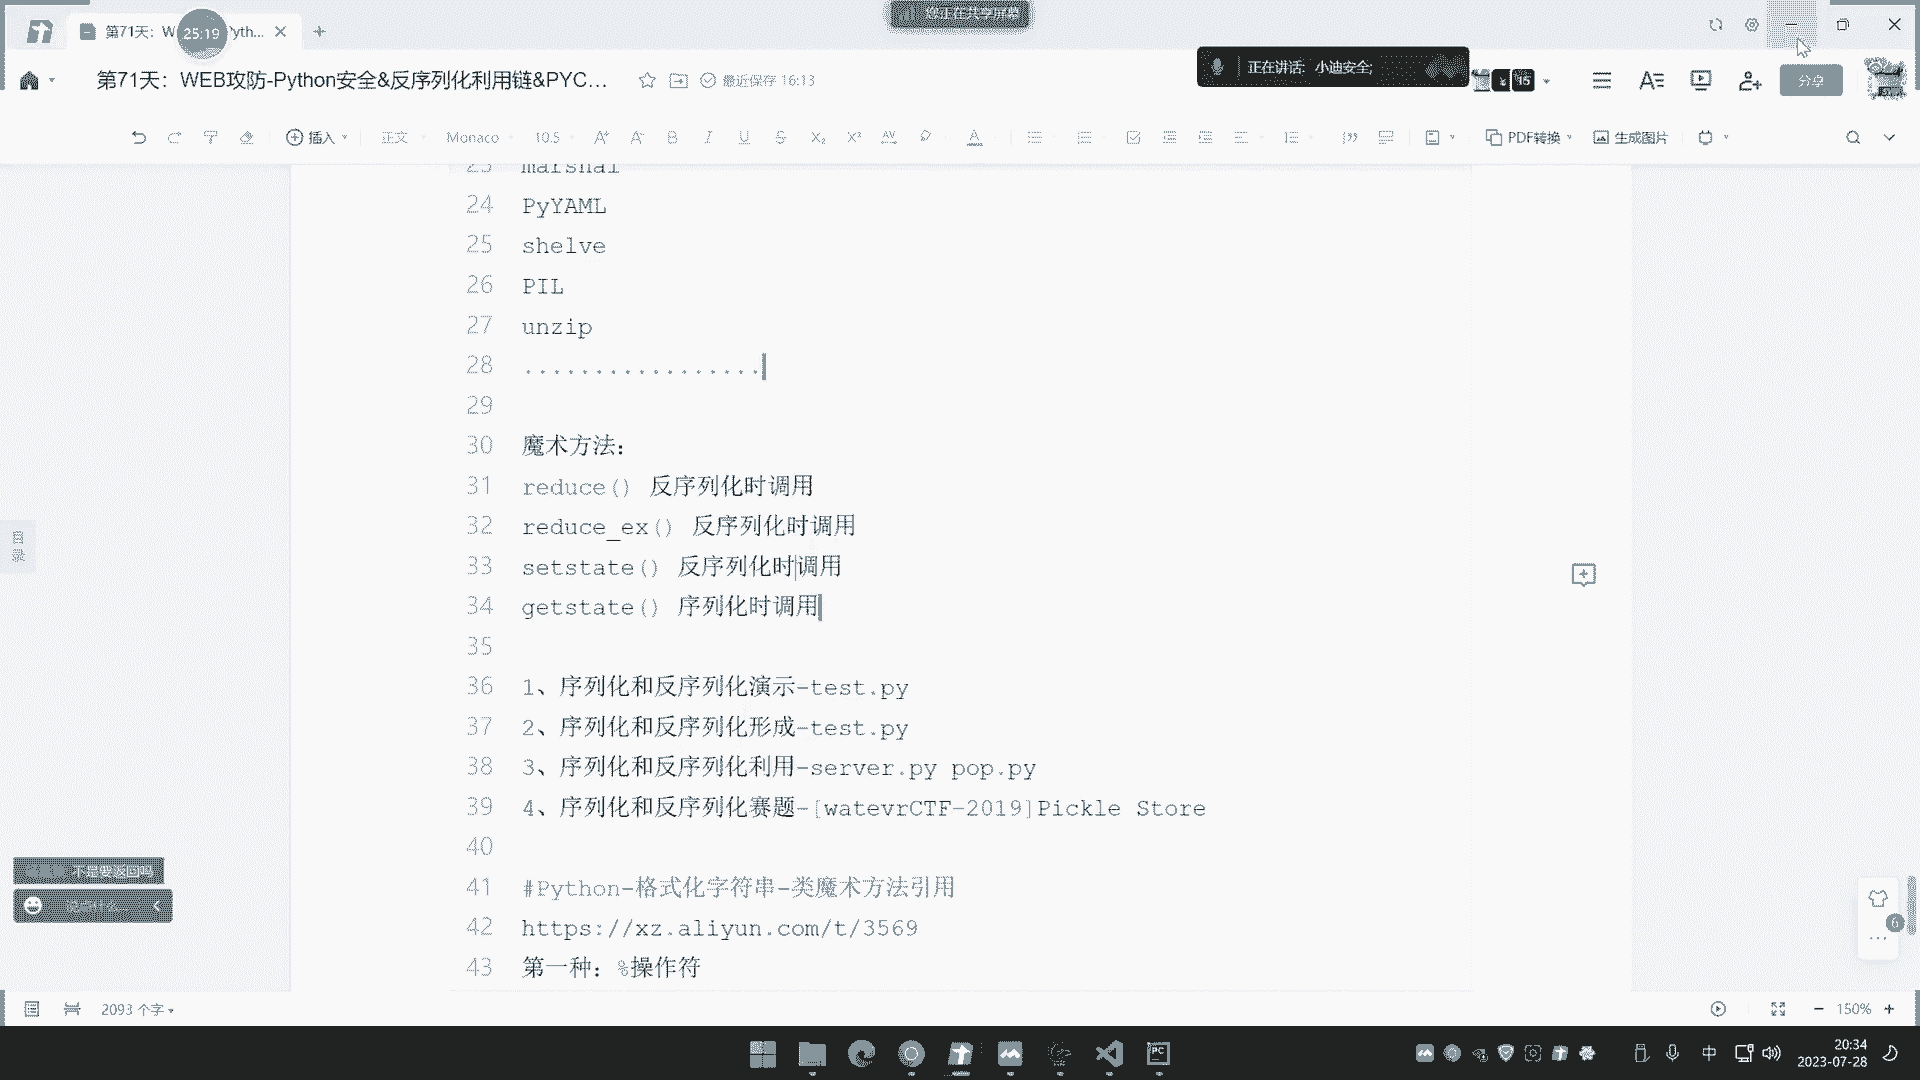 您正在共享屏幕
25:19
第71天：W
'yth...
第71天：WEB攻防-Python安全&反序列化利用链&PYC...
最近保存 16:13
正在讲话: 小迪安全;
15
分享
插入
正文
Monaco
10.5
PDF转换
生成图片
23 marshal
24 PyYAML
25 shelve
26 PIL
27 unzip
28 .................
29
30 魔术方法：
31 reduce() 反序列化时调用
32 reduce_ex() 反序列化时调用
33 setstate() 反序列化时调用
34 getstate() 序列化时调用
35
36 1、序列化和反序列化演示-test.py
37 2、序列化和反序列化形成-test.py
38 3、序列化和反序列化利用-server.py pop.py
39 4、序列化和反序列化赛题-[watevrCTF-2019]Pickle Store
40
41 #Python-格式化字符串-类魔术方法引用
42 https://xz.aliyun.com/t/3569
43 第一种：%操作符
目录
不是要返回吗
6
2093 个字
150%
中
20:34
2023-07-28